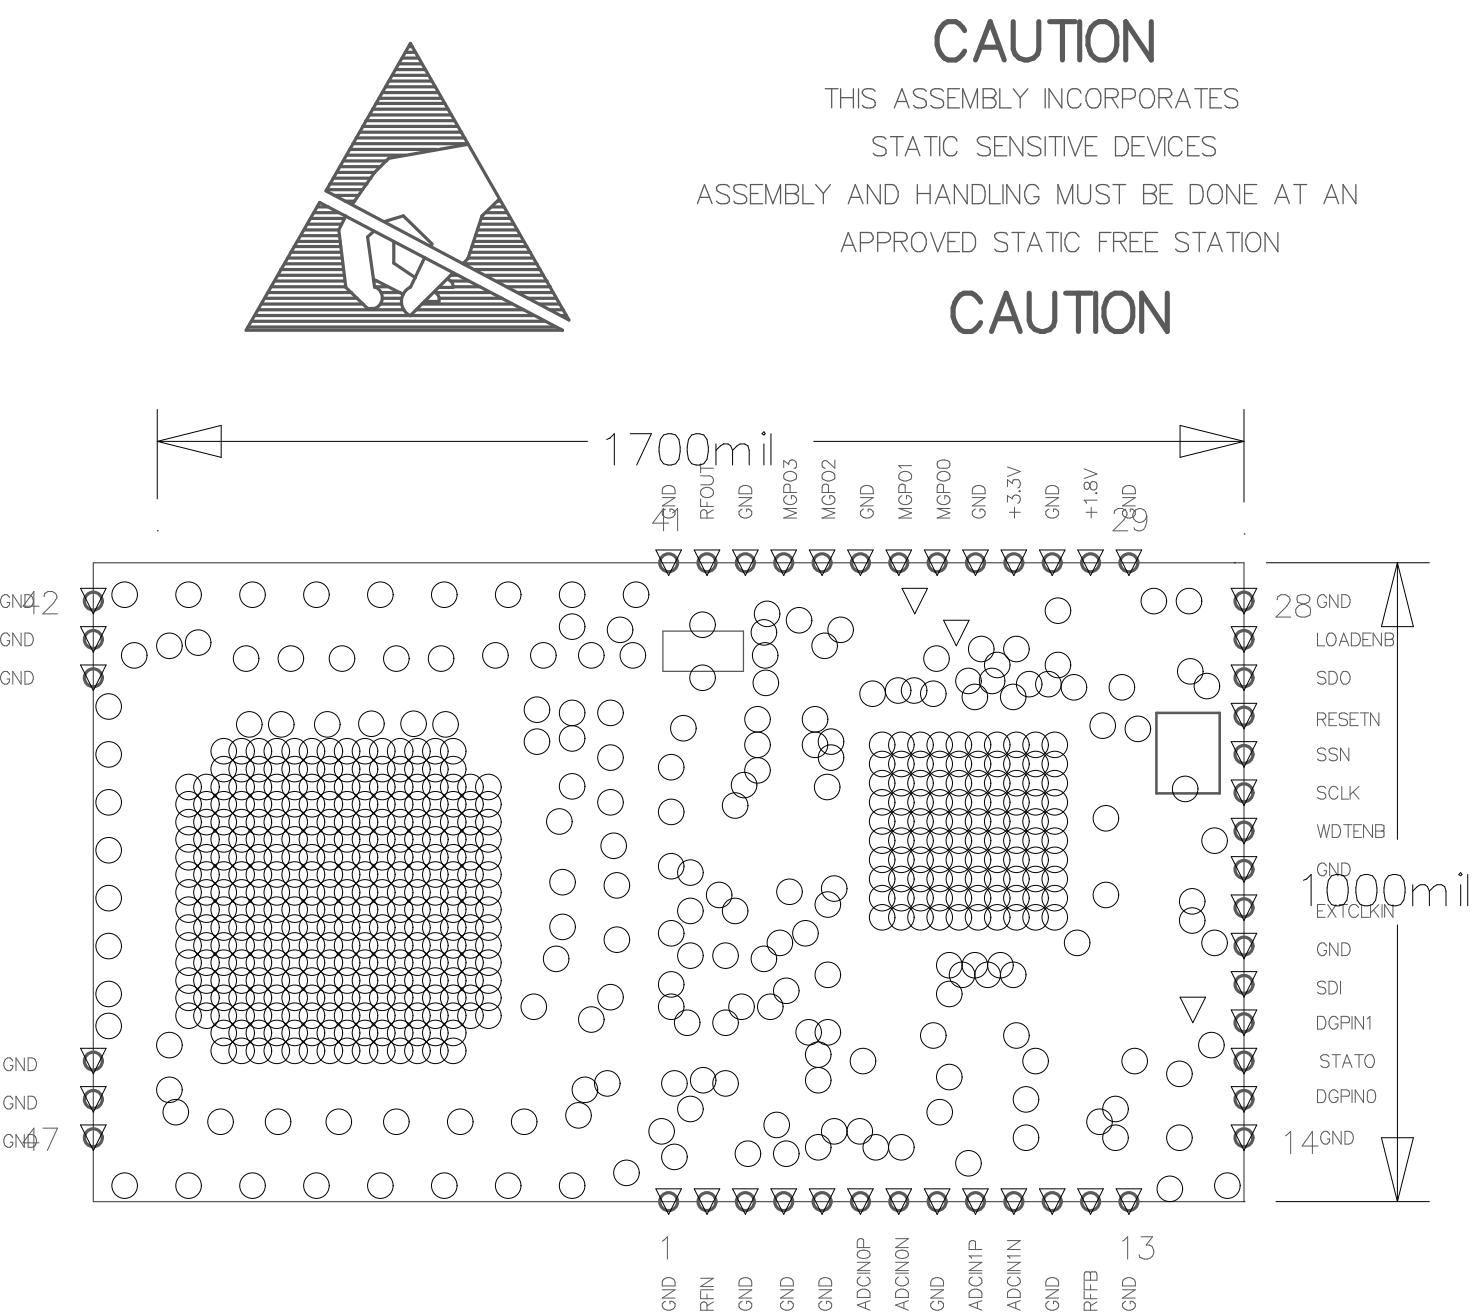 CAUTION
THIS ASSEMBLY INCORPORATES
STATIC SENSITIVE DEVICES
ASSEMBLY AND HANDLING MUST BE DONE AT AN
APPROVED STATIC FREE STATION
CAUTION
1700mil
GND
RFOUT
GND
MGPO3
MGPO2
GND
MGPO1
MGPO0
GND
+3.3V
GND
+1.8V
GND
41
29
GND
42
GND
GND
28
GND
LOADENB
SDO
RESETN
SSN
SCLK
WDTENB
GND
1000mil
EXTCLKIN
GND
SDI
DGPIN1
STATO
DGPINO
14
GND
GND
GND
GND
47
1
13
GND
RFIN
GND
GND
GND
ADCIN0P
ADCIN0N
GND
ADCIN1P
ADCIN1N
GND
RFFB
GND